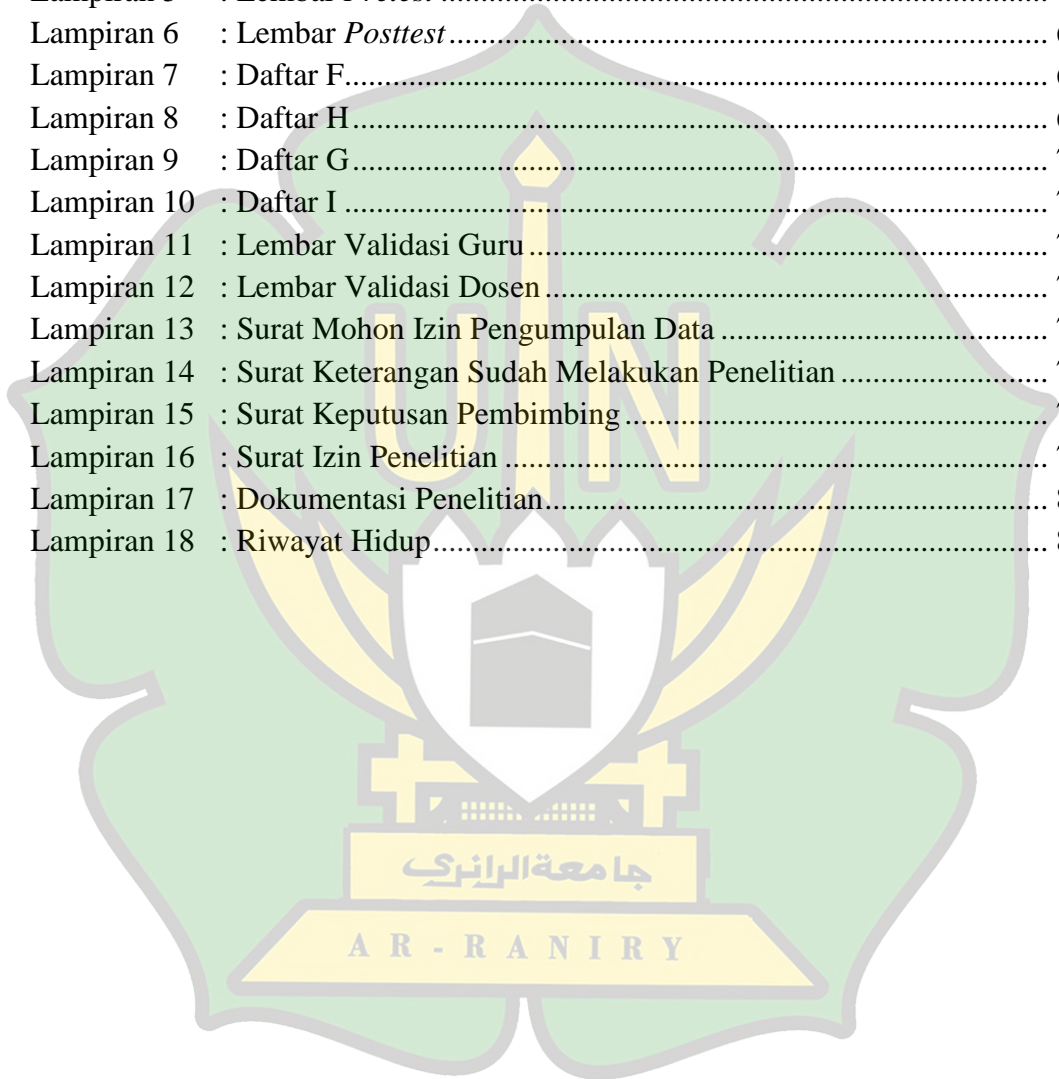 Lampiran 6 : Lembar Posttest
Lampiran 7 : Daftar F
Lampiran 8 : Daftar H
Lampiran 9 : Daftar G
Lampiran 10 : Daftar I
Lampiran 11 : Lembar Validasi Guru
Lampiran 12 : Lembar Validasi Dosen
Lampiran 13 : Surat Mohon Izin Pengumpulan Data
Lampiran 14 : Surat Keterangan Sudah Melakukan Penelitian
Lampiran 15 : Surat Keputusan Pembimbing
Lampiran 16 : Surat Izin Penelitian
Lampiran 17 : Dokumentasi Penelitian
Lampiran 18 : Riwayat Hidup
UIN
جامعة الرانري
AR-RANIRY